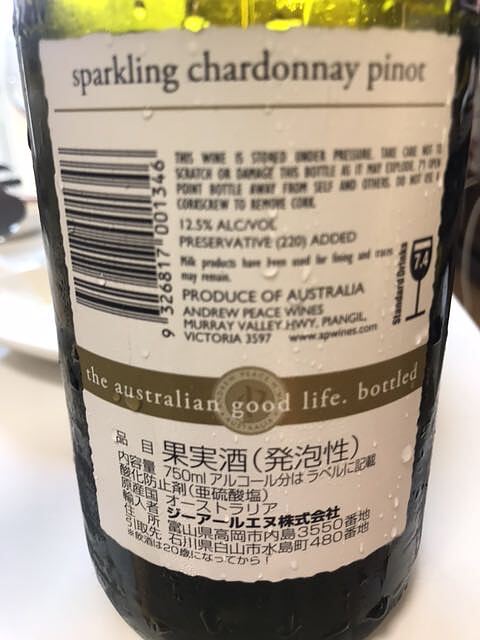 sparkling chardonnay pinot
THIS WINE IS STORED UNDER PRESSURE. TAKE CARE NOT TO
SCRATCH OR DAMAGE THIS BOTTLE AS IT MAY EXPLODE. TO OPEN
POINT BOTTLE AWAY FROM SELF AND OTHERS. DO NOT USE A
CORKSCREW TO REMOVE CORK.
12.5% ALC/VOL
PRESERVATIVE (220) ADDED
Milk products have been used for fining and traces
may remain.
PRODUCE OF AUSTRALIA
ANDREW PEACE WINES
MURRAY VALLEY HWY, PIANGIL,
VICTORIA 3597 www.apwines.com
9 326817 001346
7.4
Standard Drinks
the australian good life. bottled
品目 果実酒(発泡性)
内容量 750ml アルコール分は ラベルに記載
酸化防止剤(亜硫酸塩)
原産国 オーストラリア
輸入者 ジーアールエヌ株式会社
住所 富山県高岡市内島3550番地
引取先 石川県白山市水島町480番地
※飲酒は20歳になってから!